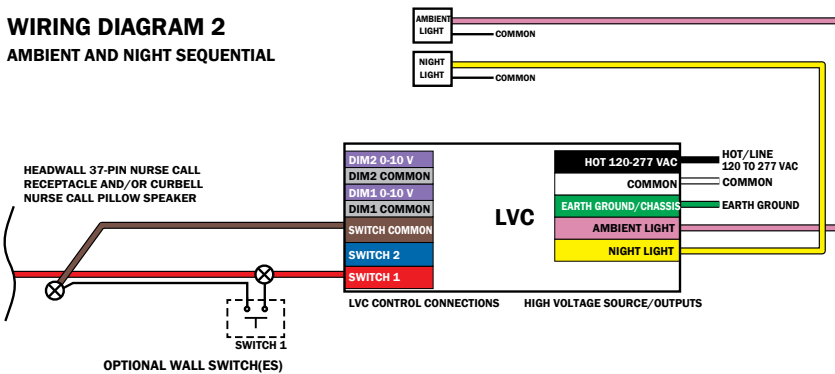 WIRING DIAGRAM 2
AMBIENT AND NIGHT SEQUENTIAL
AMBIENT
LIGHT
COMMON
NIGHT
LIGHT
COMMON
HEADWALL 37-PIN NURSE CALL
RECEPTACLE AND/OR CURBELL
NURSE CALL PILLOW SPEAKER
DIM2 0-10 V
DIM2 COMMON
DIM1 0-10 V
DIM1 COMMON
SWITCH COMMON
SWITCH 2
SWITCH 1
LVC
HOT 120-277 VAC
COMMON
EARTH GROUND/CHASSIS
AMBIENT LIGHT
NIGHT LIGHT
HOT/LINE
120 TO 277 VAC
COMMON
EARTH GROUND
LVC CONTROL CONNECTIONS
HIGH VOLTAGE SOURCE/OUTPUTS
SWITCH 1
OPTIONAL WALL SWITCH(ES)